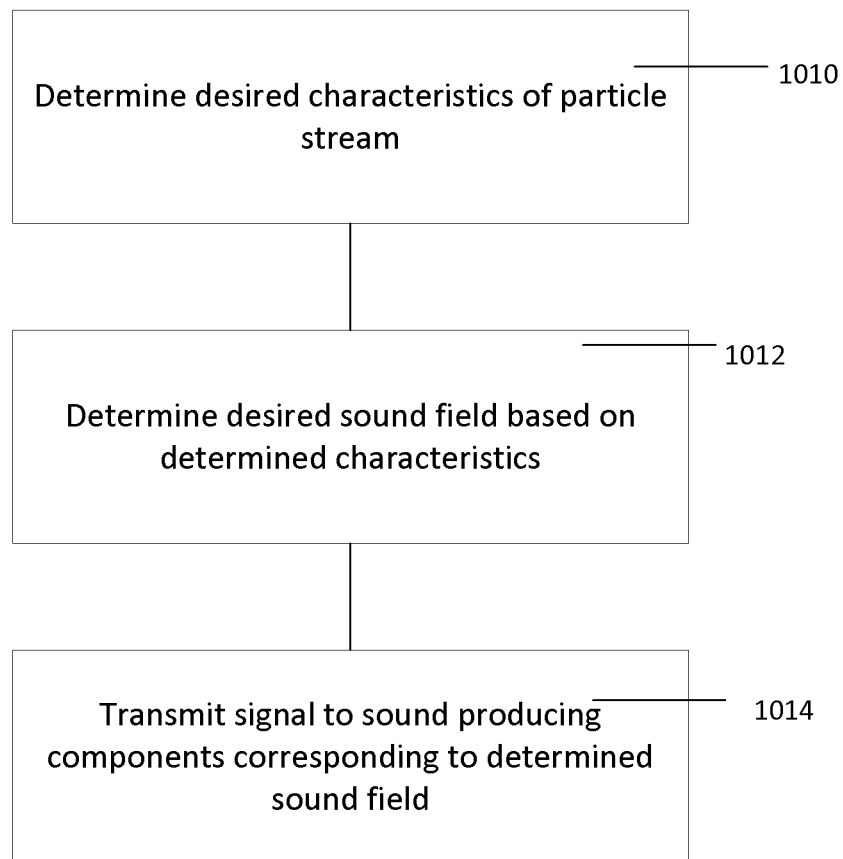 Determine desired characteristics of particle
stream
1010
Determine desired sound field based on
determined characteristics
1012
Transmit signal to sound producing
components corresponding to determined
sound field
1014